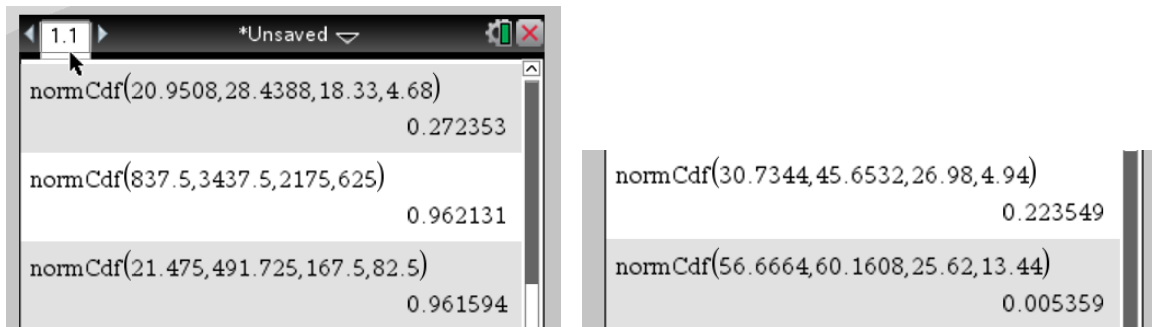 1.1 *Unsaved
normCdf(20.9508,28.4388,18.33,4.68)
0.272353
normCdf(837.5,3437.5,2175,625)
0.962131
normCdf(21.475,491.725,167.5,82.5)
0.961594
normCdf(30.7344,45.6532,26.98,4.94)
0.223549
normCdf(56.6664,60.1608,25.62,13.44)
0.005359